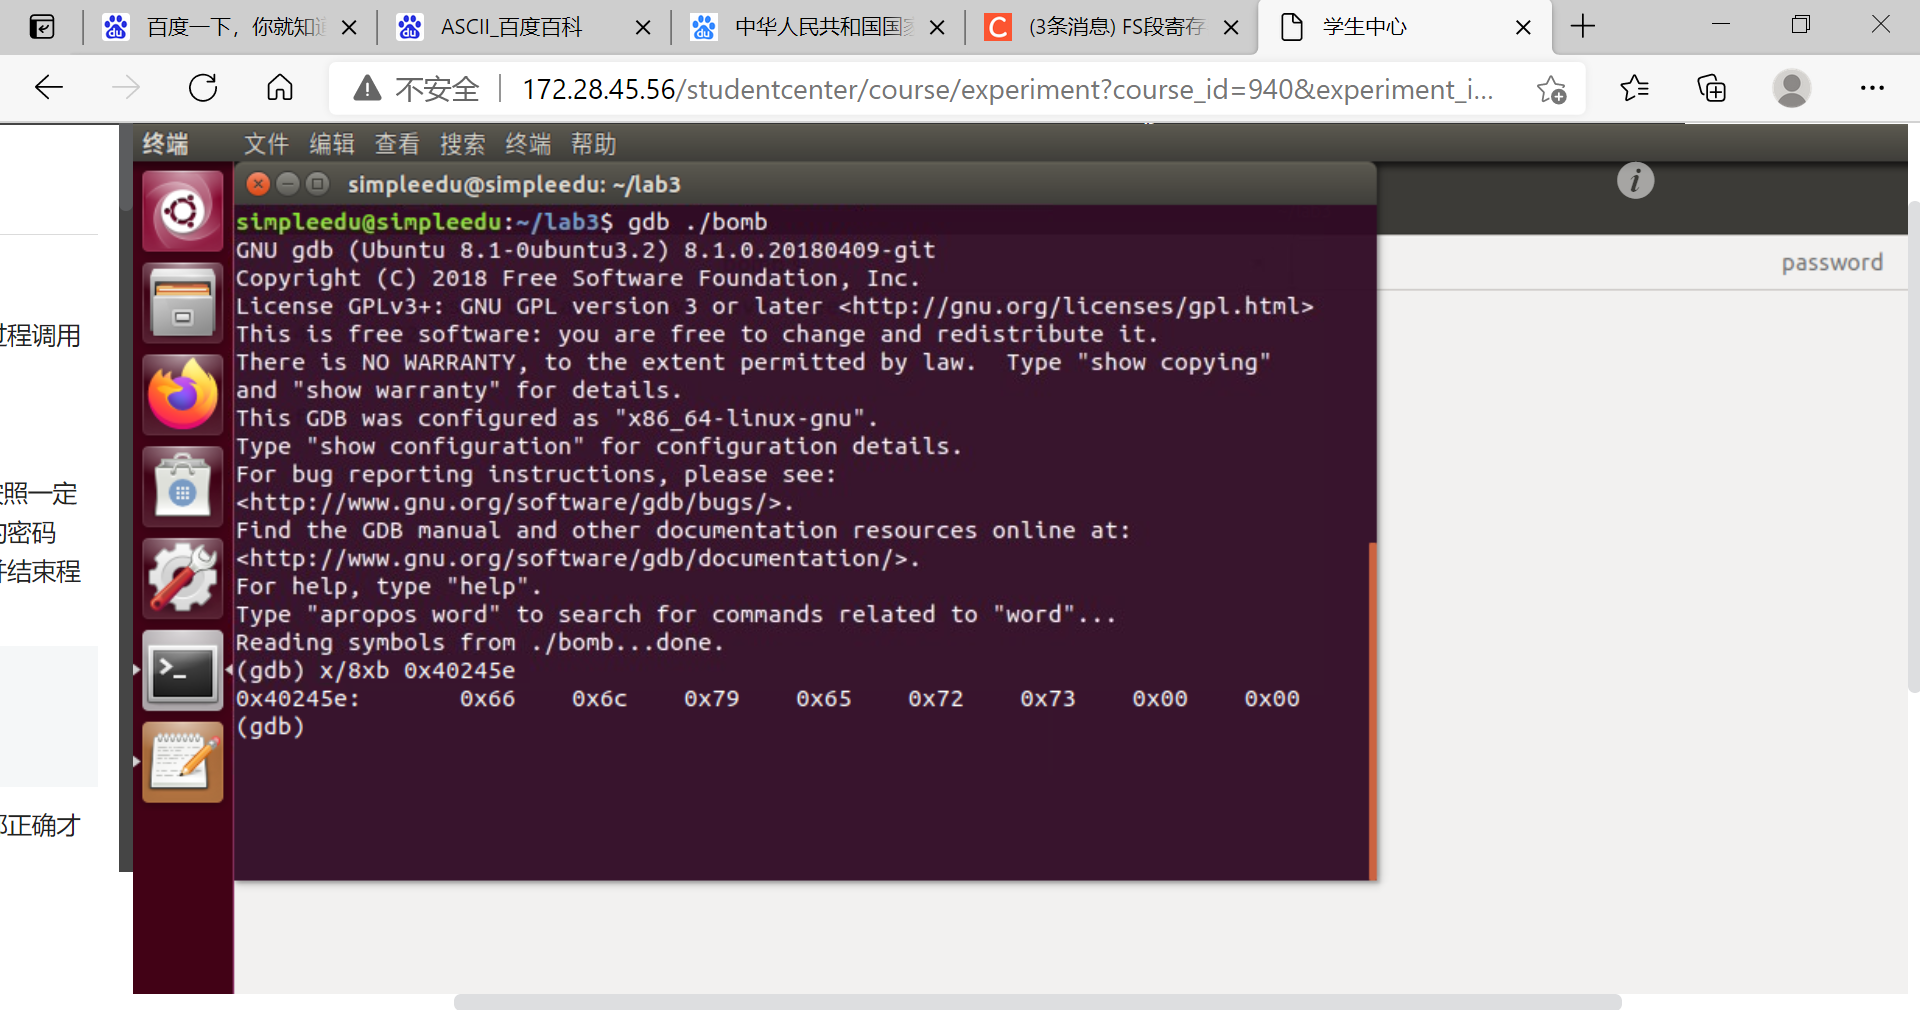 百度一下，你就知道
ASCII_百度百科
中华人民共和国国家
(3条消息) FS段寄存
学生中心
不安全
172.28.45.56/studentcenter/course/experiment?course_id=940&experiment_i...
终端 文件 编辑 查看 搜索 终端 帮助
simpleedu@simpleedu: ~/lab3
password
过程调用
按照一定
的密码
并结束程
都正确才
simpleedu@simpleedu:~/lab3$ gdb ./bomb
GNU gdb (Ubuntu 8.1-0ubuntu3.2) 8.1.0.20180409-git
Copyright (C) 2018 Free Software Foundation, Inc.
License GPLv3+: GNU GPL version 3 or later <http://gnu.org/licenses/gpl.html>
This is free software: you are free to change and redistribute it.
There is NO WARRANTY, to the extent permitted by law.  Type "show copying"
and "show warranty" for details.
This GDB was configured as "x86_64-linux-gnu".
Type "show configuration" for configuration details.
For bug reporting instructions, please see:
<http://www.gnu.org/software/gdb/bugs/>.
Find the GDB manual and other documentation resources online at:
<http://www.gnu.org/software/gdb/documentation/>.
For help, type "help".
Type "apropos word" to search for commands related to "word"...
Reading symbols from ./bomb...done.
(gdb) x/8xb 0x40245e
0x40245e: 0x66 0x6c 0x79 0x65 0x72 0x73 0x00 0x00
(gdb)